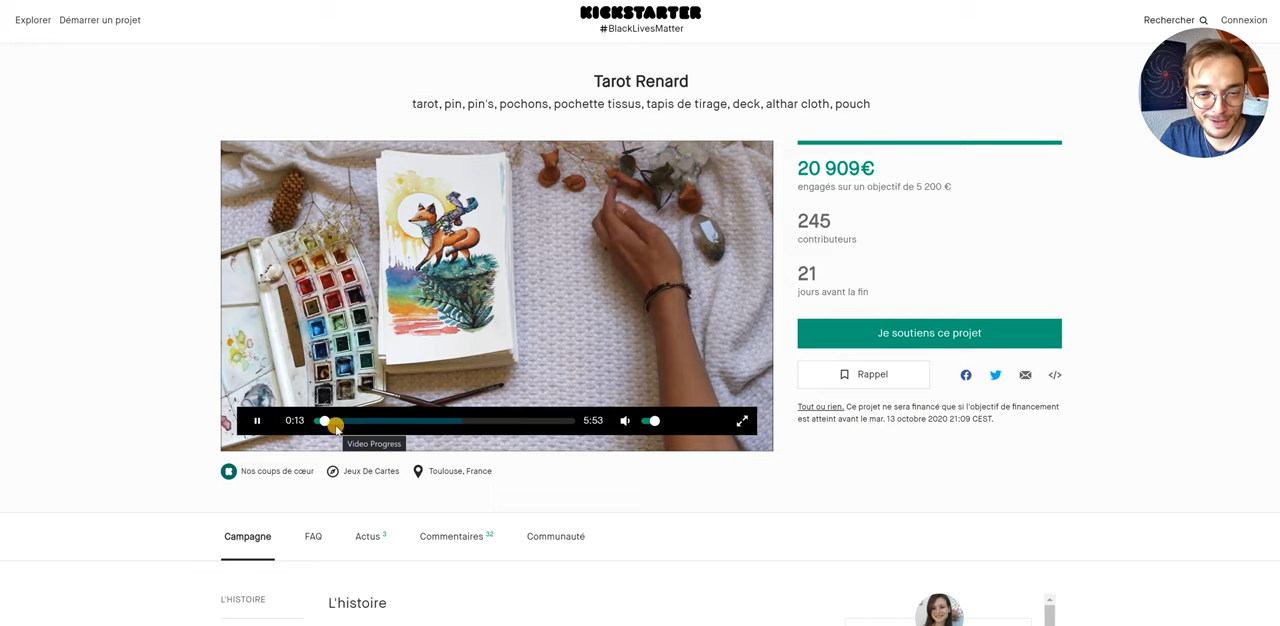 Explorer
Démarrer un projet
KICKSTARTER
#BlackLivesMatter
Rechercher
Connexion
Tarot Renard
tarot, pin, pin's, pochons, pochette tissus, tapis de tirage, deck, althar cloth, pouch
20 909€
engagés sur un objectif de 5 200 €
245
contributeurs
21
jours avant la fin
Je soutiens ce projet
Rappel
</>
Tout ou rien. Ce projet ne sera financé que si l'objectif de financement
est atteint avant le mar. 13 octobre 2020 21:09 CEST.
0:13
5:53
Video Progress
Nos coups de cœur
Jeux De Cartes
Toulouse, France
Campagne
FAQ
Actus 3
Commentaires 32
Communauté
L'HISTOIRE
L'histoire